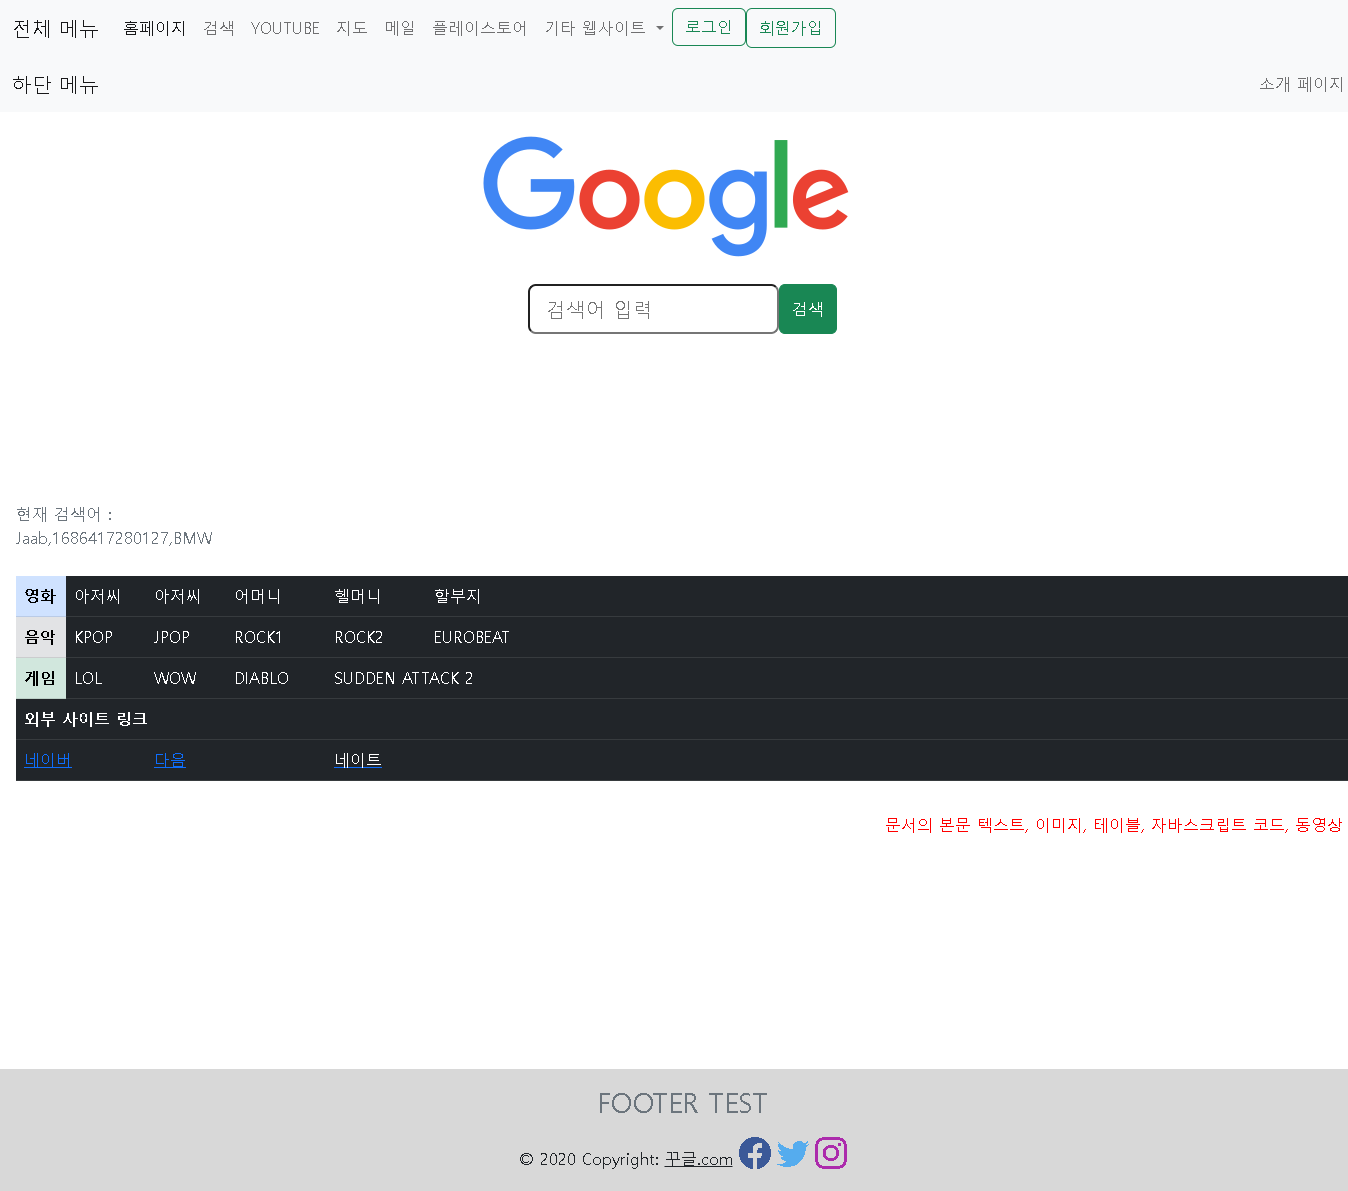 전체 메뉴 홈페이지 검색 YOUTUBE 지도 메일 플레이스토어 기타 웹사이트 로그인 회원가입
하단 메뉴 소개 페이지
Google
검색어 입력 검색
현재 검색어 :
Jaab,1686417280127,BMW
영화 아저씨 아저씨 어머니 헬머니 할부지
음악 KPOP JPOP ROCK1 ROCK2 EUROBEAT
게임 LOL WOW DIABLO SUDDEN ATTACK 2
외부 사이트 링크
네이버 다음 네이트
문서의 본문 텍스트, 이미지, 테이블, 자바스크립트 코드, 동영상
FOOTER TEST
© 2020 Copyright: 꾸글.com